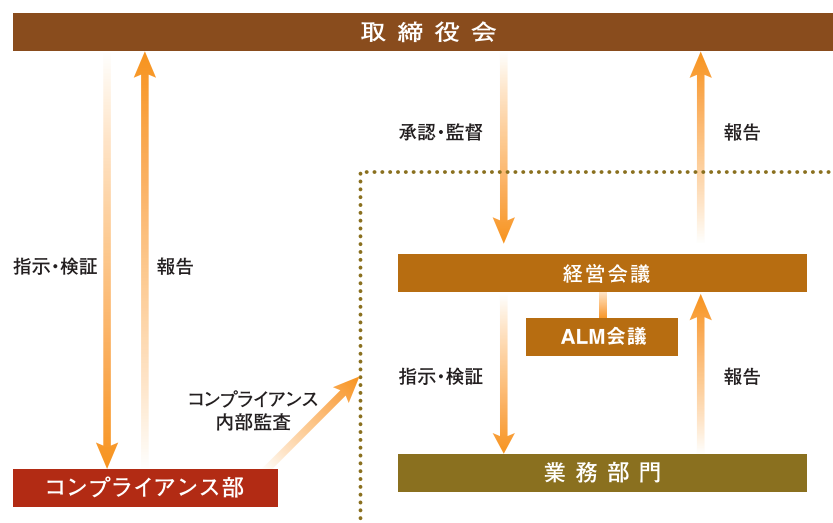 取締役会
承認・監督
報告
指示・検証
報告
経営会議
ALM会議
指示・検証
報告
コンプライアンス
内部監査
業務部門
コンプライアンス部